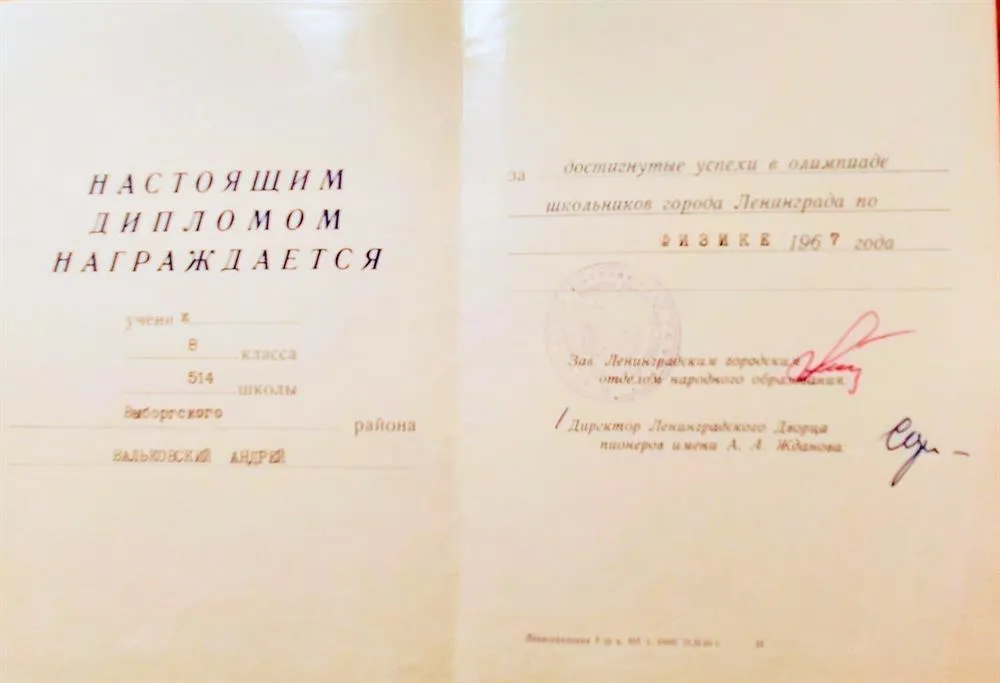 НАСТОЯЩИМ
ДИПЛОМОМ
НАГРАЖДАЕТСЯ
учени к
8 класса
514 школы
Выборгского района
ВАЛЬКОВСКИЙ АНДРЕЙ
за достигнутые успехи в олимпиаде
школьников города Ленинграда по
ФИЗИКЕ 1967 года
Зав. Ленинградским городским
отделом народного образования
Директор Ленинградского Дворца
пионеров имени А. А. Жданова